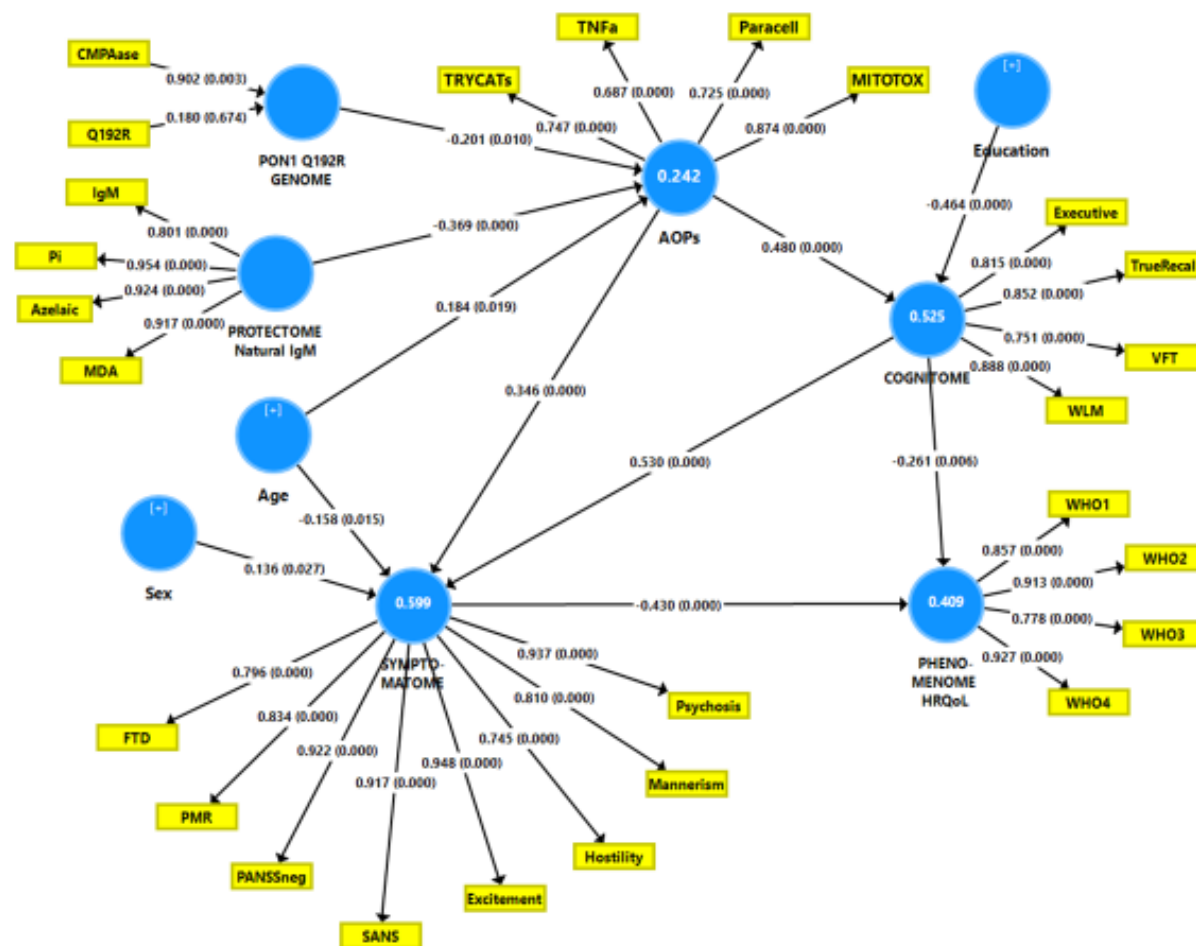 TNFa
Paracell
CMPAase
[+]
0.902 (0.003)
TRYCATs
0.687 (0.000)
0.725 (0.000)
MITOTOX
Q192R
0.180 (0.674)
0.747 (0.000)
0.874 (0.000)
-0.201 (0.010)
PON1 Q192R
GENOME
Education
0.242
IgM
0.801 (0.000)
-0.369 (0.000)
AOPs
-0.464 (0.000)
Executive
Pi
0.954 (0.000)
0.480 (0.000)
0.815 (0.000)
TrueRecal
Azelaic
0.924 (0.000)
0.852 (0.000)
0.917 (0.000)
0.184 (0.019)
0.525
PROTECTOME
Natural IgM
0.751 (0.000)
VFT
MDA
COGNITOME
0.888 (0.000)
0.346 (0.000)
WLM
[+]
0.530 (0.000)
-0.261 (0.006)
Age
[+]
WHO1
-0.158 (0.015)
0.857 (0.000)
WHO2
0.136 (0.027)
0.913 (0.000)
Sex
0.599
-0.430 (0.000)
0.409
0.778 (0.000)
WHO3
0.927 (0.000)
SYMPTO-
MATOME
PHENO-
MENOME
HRQoL
0.937 (0.000)
0.796 (0.000)
WHO4
0.810 (0.000)
Psychosis
0.834 (0.000)
FTD
0.745 (0.000)
0.922 (0.000)
0.948 (0.000)
0.917 (0.000)
Mannerism
PMR
Hostility
PANSSneg
Excitement
SANS